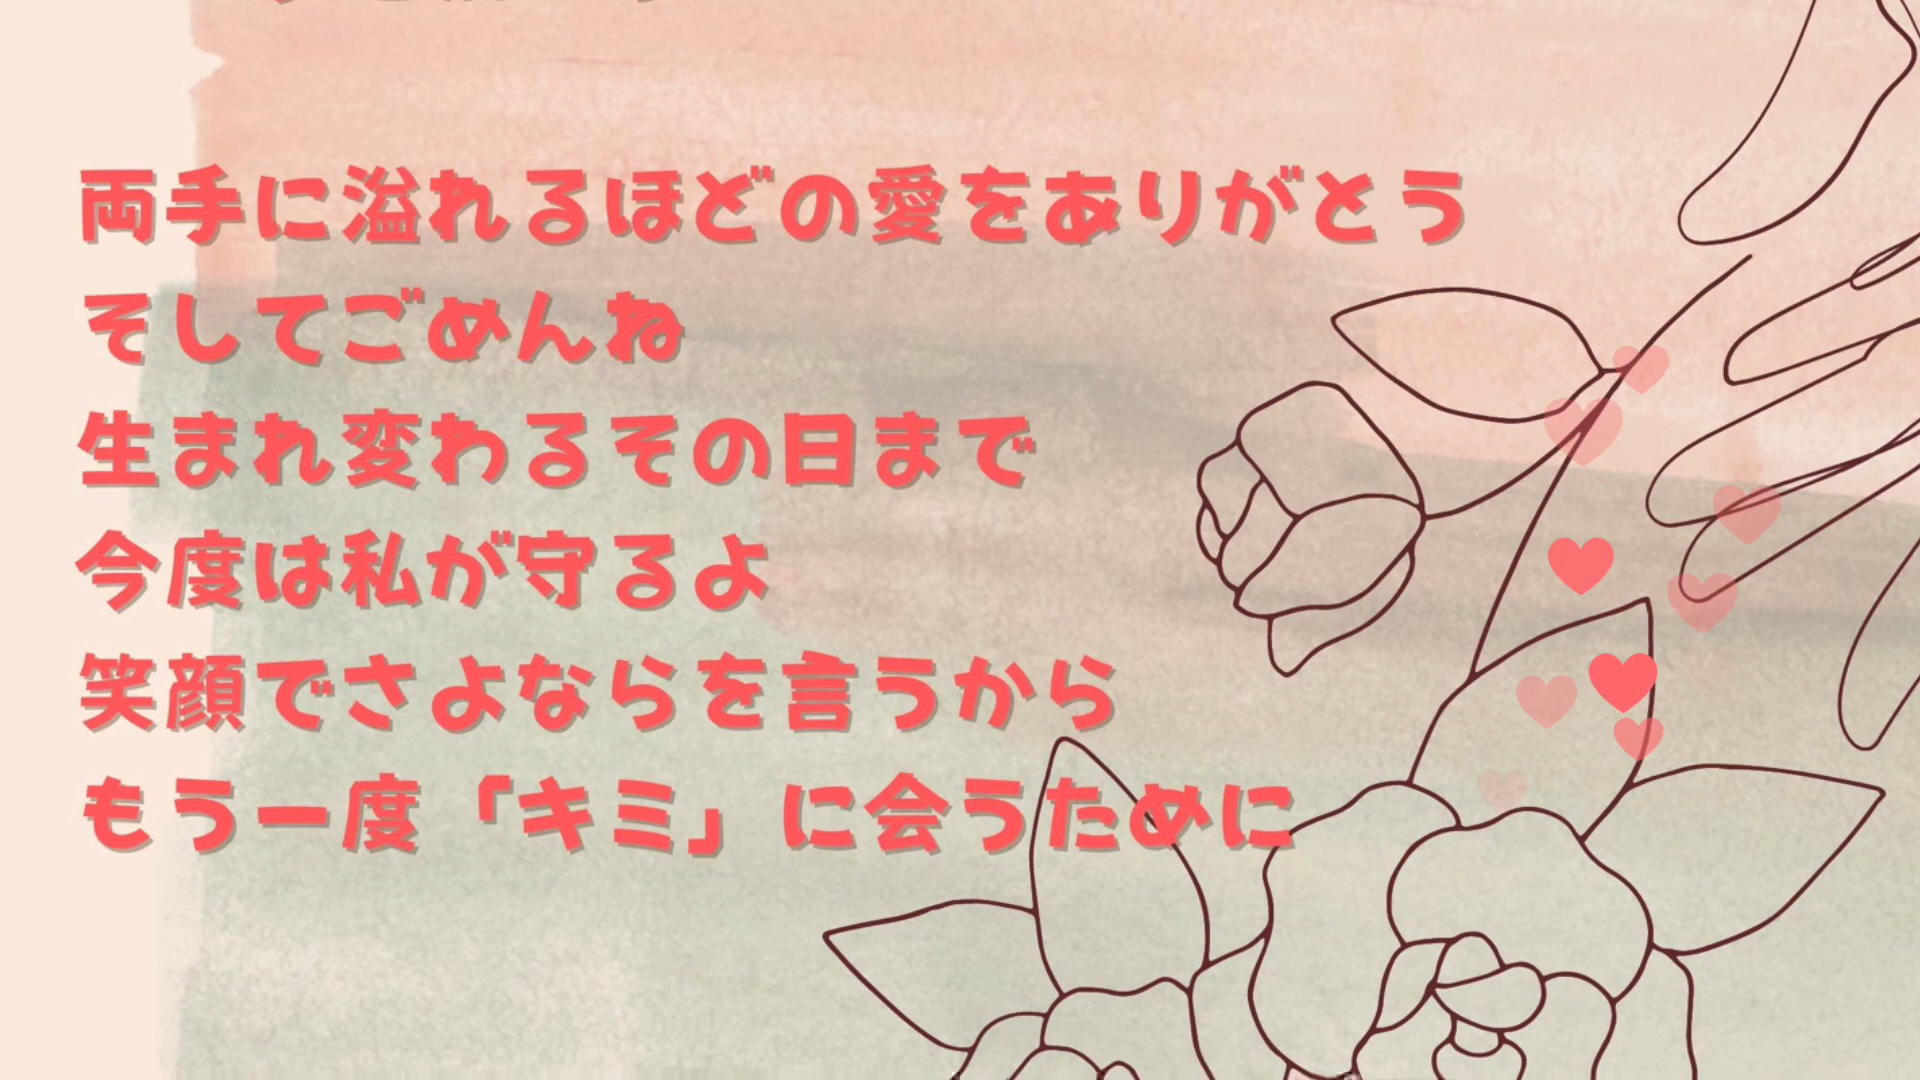 両手に溢れるほどの愛をありがとう
そしてごめんね
生まれ変わるその日まで
今度は私が守るよ
笑顔でさよならを言うから
もう一度「キミ」に会うために